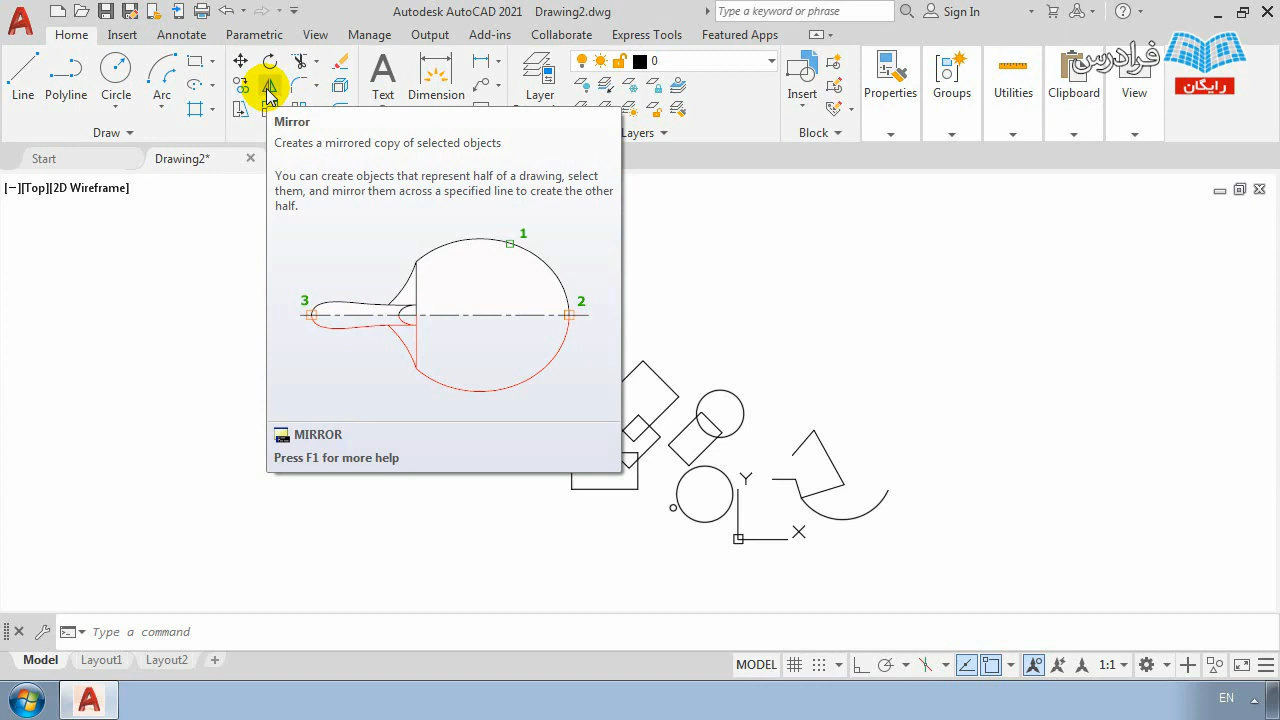 Autodesk AutoCAD 2021 Drawing2.dwg
Type a keyword or phrase
Sign In
Home Insert Annotate Parametric View Manage Output Add-ins Collaborate Express Tools Featured Apps
0
Line Polyline Circle Arc
Text Dimension Layer
Insert Properties Groups Utilities Clipboard View
Draw
Layers
Block
فرادرس
رایگان
Start
Drawing2*
[−][Top][2D Wireframe]
Mirror
Creates a mirrored copy of selected objects
You can create objects that represent half of a drawing, select
them, and mirror them across a specified line to create the other
half.
1
2
3
MIRROR
Press F1 for more help
Y
X
Type a command
Model Layout1 Layout2
MODEL
1:1
EN